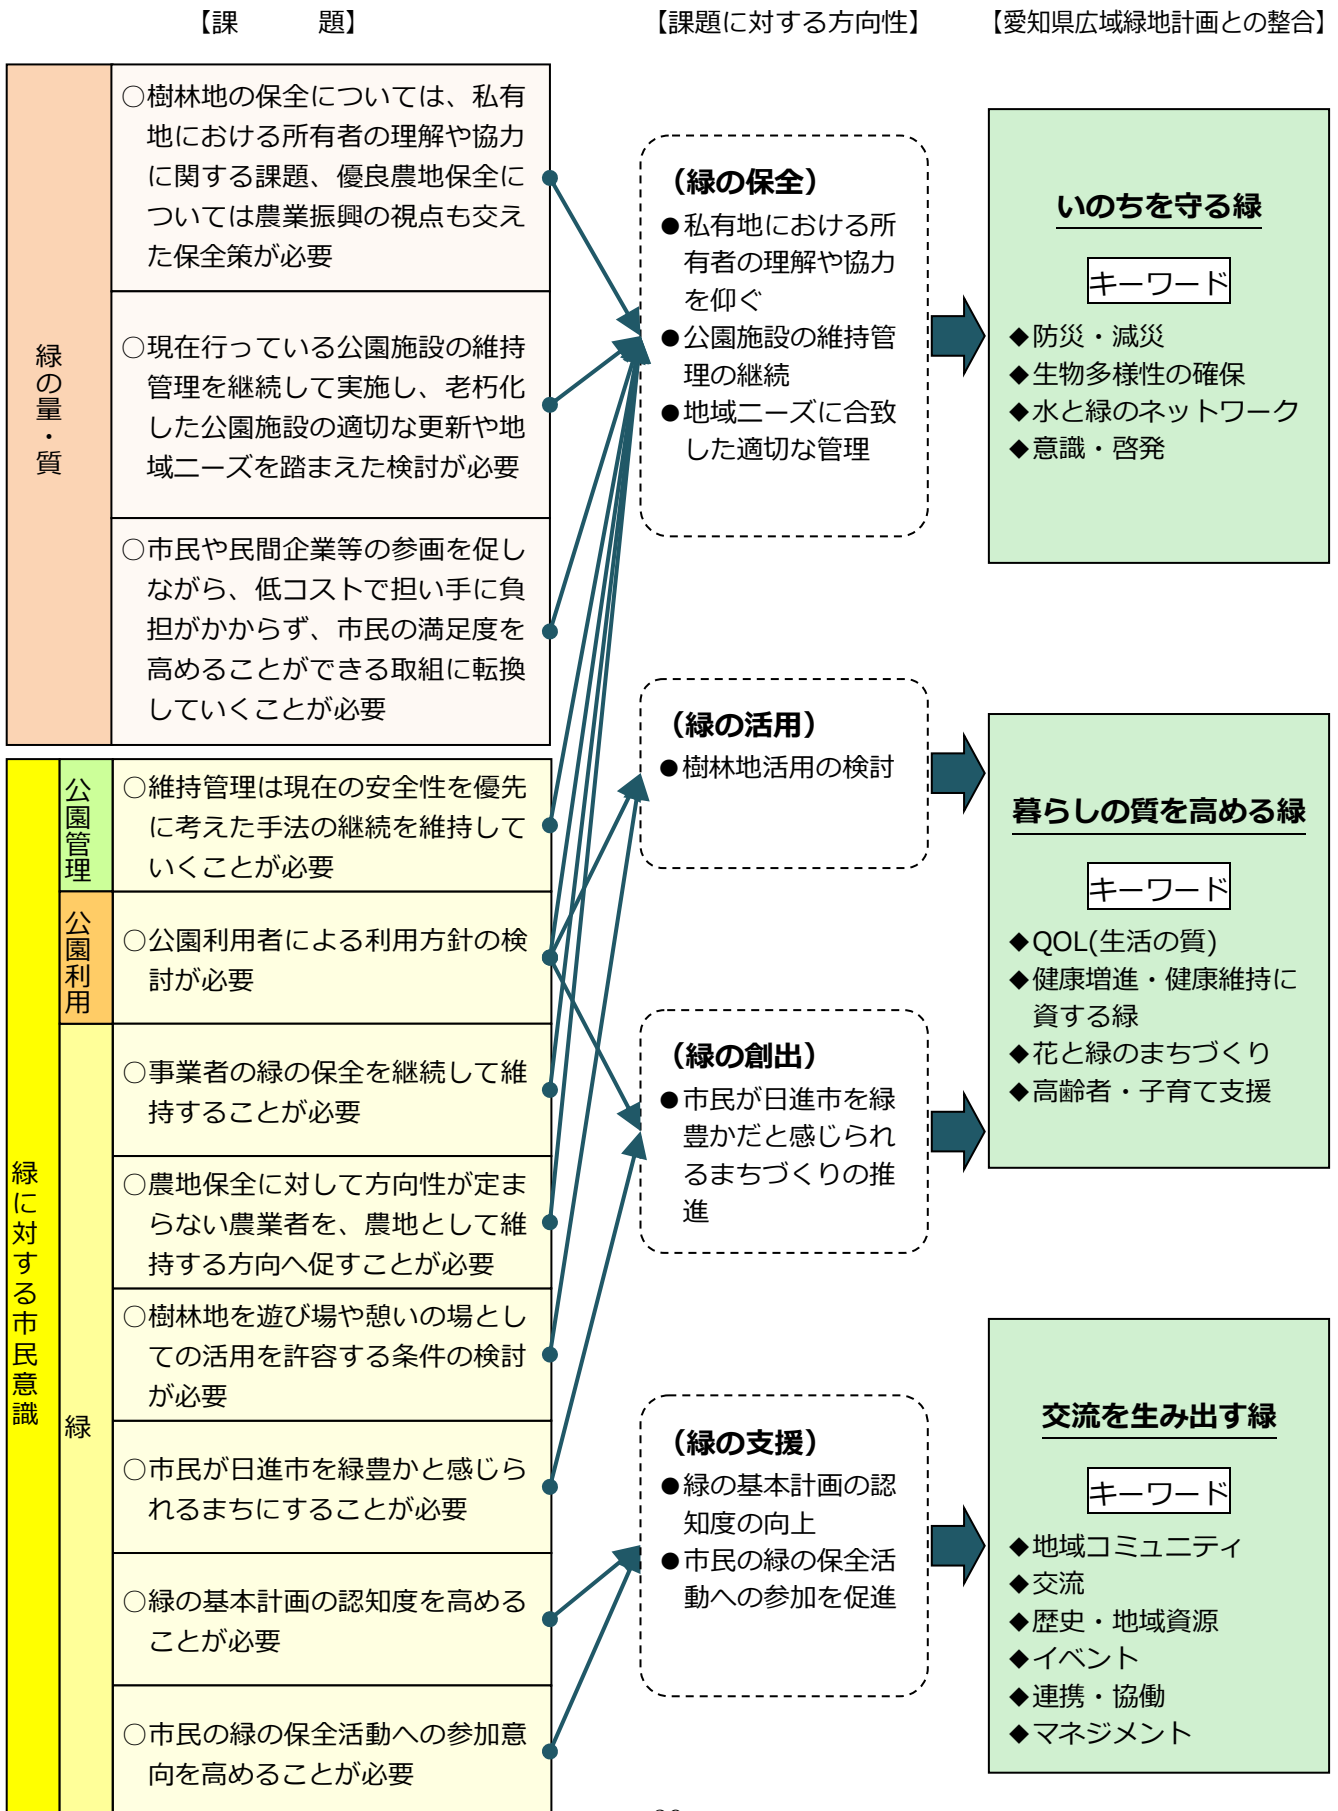 【課　　　題】
【課題に対する方向性】
【愛知県広域緑地計画との整合】
緑の量・質
○樹林地の保全については、私有
地における所有者の理解や協力
に関する課題、優良農地保全に
ついては農業振興の視点も交え
た保全策が必要
○現在行っている公園施設の維持
管理を継続して実施し、老朽化
した公園施設の適切な更新や地
域ニーズを踏まえた検討が必要
○市民や民間企業等の参画を促し
ながら、低コストで担い手に負
担がかからず、市民の満足度を
高めることができる取組に転換
していくことが必要
緑に対する市民意識
公園管理
○維持管理は現在の安全性を優先
に考えた手法の継続を維持して
いくことが必要
公園利用
○公園利用者による利用方針の検
討が必要
緑
○事業者の緑の保全を継続して維
持することが必要
○農地保全に対して方向性が定ま
らない農業者を、農地として維
持する方向へ促すことが必要
○樹林地を遊び場や憩いの場とし
ての活用を許容する条件の検討
が必要
○市民が日進市を緑豊かと感じら
れるまちにすることが必要
○緑の基本計画の認知度を高める
ことが必要
○市民の緑の保全活動への参加意
向を高めることが必要
（緑の保全）
●私有地における所
有者の理解や協力
を仰ぐ
●公園施設の維持管
理の継続
●地域ニーズに合致
した適切な管理
（緑の活用）
●樹林地活用の検討
（緑の創出）
●市民が日進市を緑
豊かだと感じられ
るまちづくりの推
進
（緑の支援）
●緑の基本計画の認
知度の向上
●市民の緑の保全活
動への参加を促進
いのちを守る緑
キーワード
◆防災・減災
◆生物多様性の確保
◆水と緑のネットワーク
◆意識・啓発
暮らしの質を高める緑
キーワード
◆QOL(生活の質)
◆健康増進・健康維持に
資する緑
◆花と緑のまちづくり
◆高齢者・子育て支援
交流を生み出す緑
キーワード
◆地域コミュニティ
◆交流
◆歴史・地域資源
◆イベント
◆連携・協働
◆マネジメント